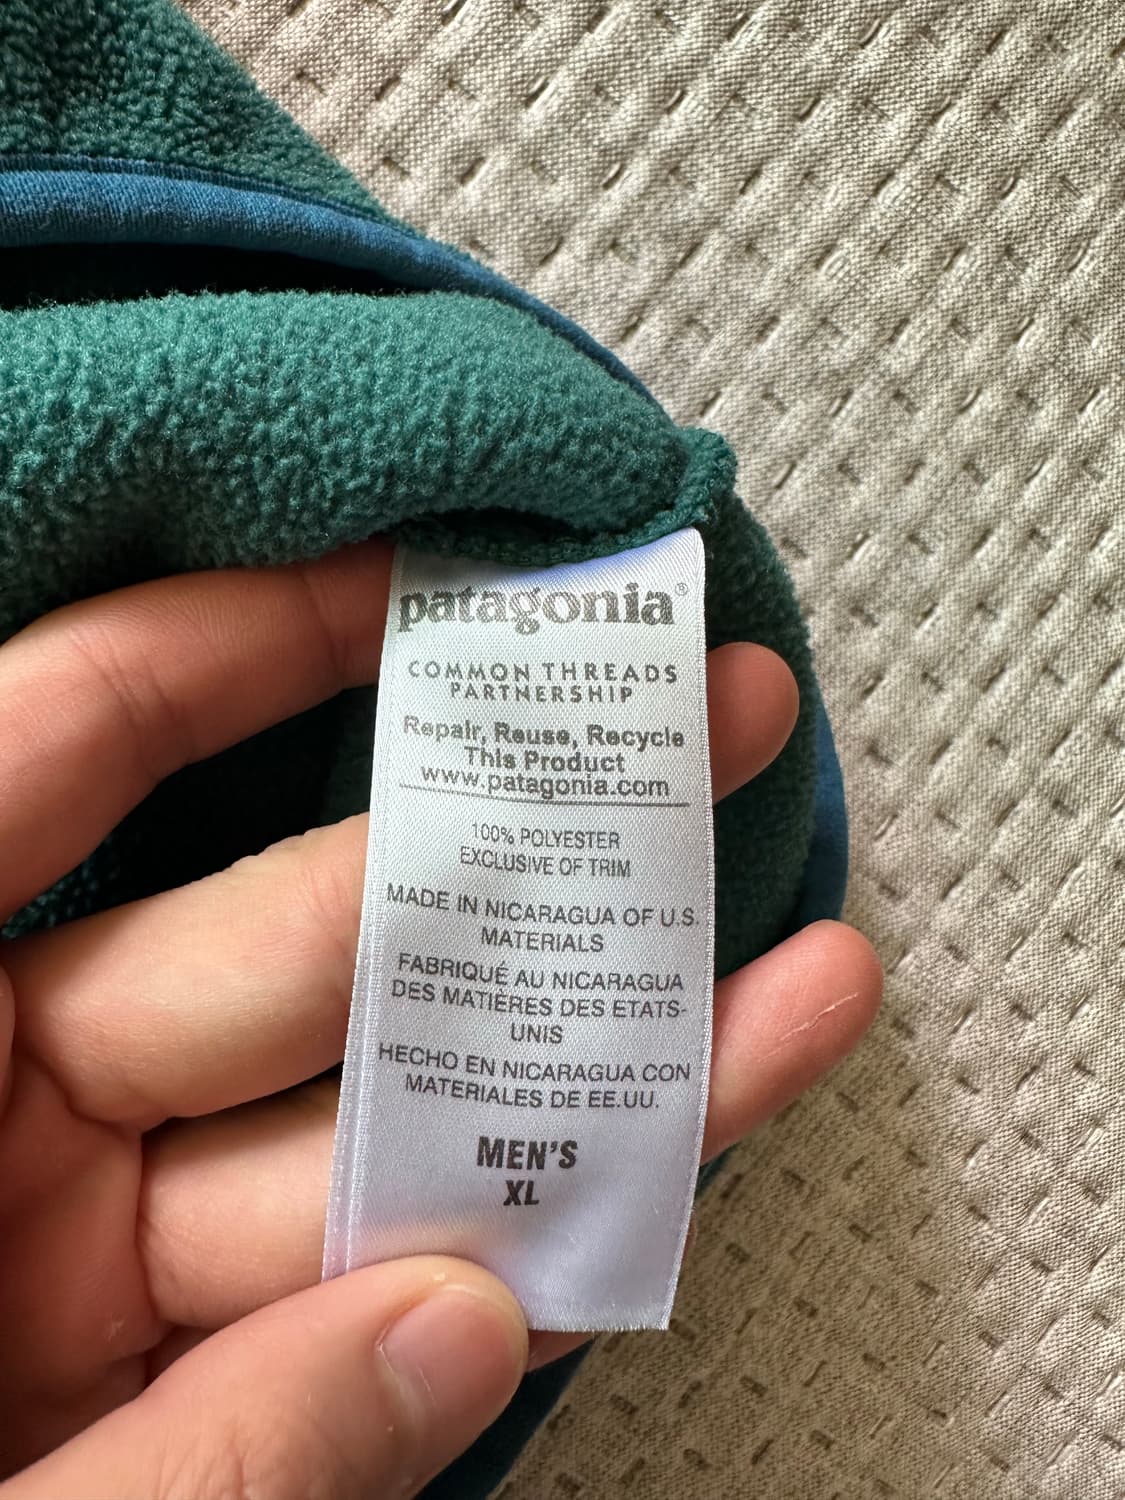 patagonia®
COMMON THREADS
PARTNERSHIP
Repair, Reuse, Recycle
This Product
www.patagonia.com
100% POLYESTER
EXCLUSIVE OF TRIM
MADE IN NICARAGUA OF U.S.
MATERIALS
FABRIQUÉ AU NICARAGUA
DES MATIÈRES DES ETATS-
UNIS
HECHO EN NICARAGUA CON
MATERIALES DE EE.UU.
MEN'S
XL